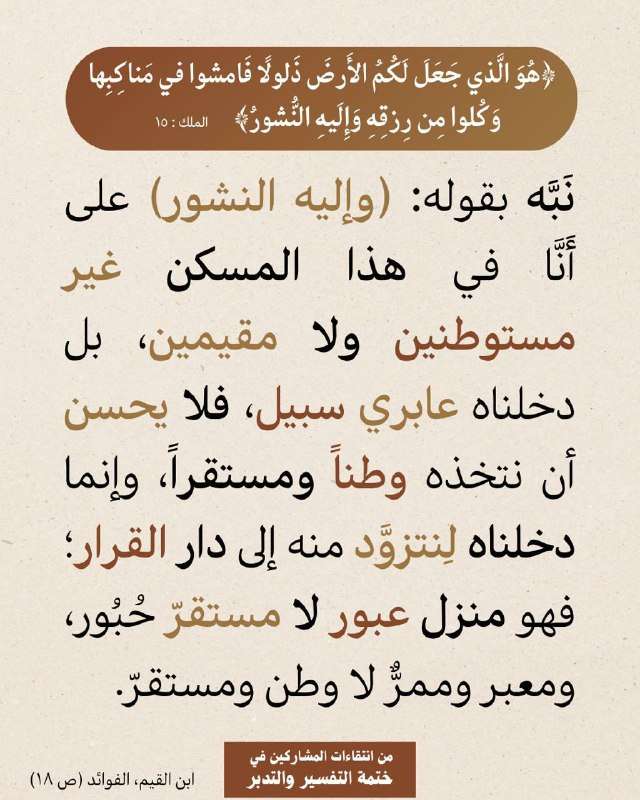 ﴿هُوَ الَّذي جَعَلَ لَكُمُ الأَرضَ ذَلولًا فَامشوا في مَناكِبِها
وَكُلوا مِن رِزقِهِ وَإِلَيهِ النُّشورُ﴾ الملك : ١٥
نَبَّه بقوله: (وإليه النشور) على
أَنَّا في هذا المسكن غير
مستوطنين ولا مقيمين، بل
دخلناه عابري سبيل، فلا يحسن
أن نتخذه وطناً ومستقراً، وإنما
دخلناه لِنتزوَّد منه إلى دار القرار؛
فهو منزل عبور لا مستقرّ حُبُور،
ومعبر وممرٌّ لا وطن ومستقرّ.
من انتقاءات المشاركين في
ختمة التفسير والتدبر
ابن القيم، الفوائد (ص ١٨)